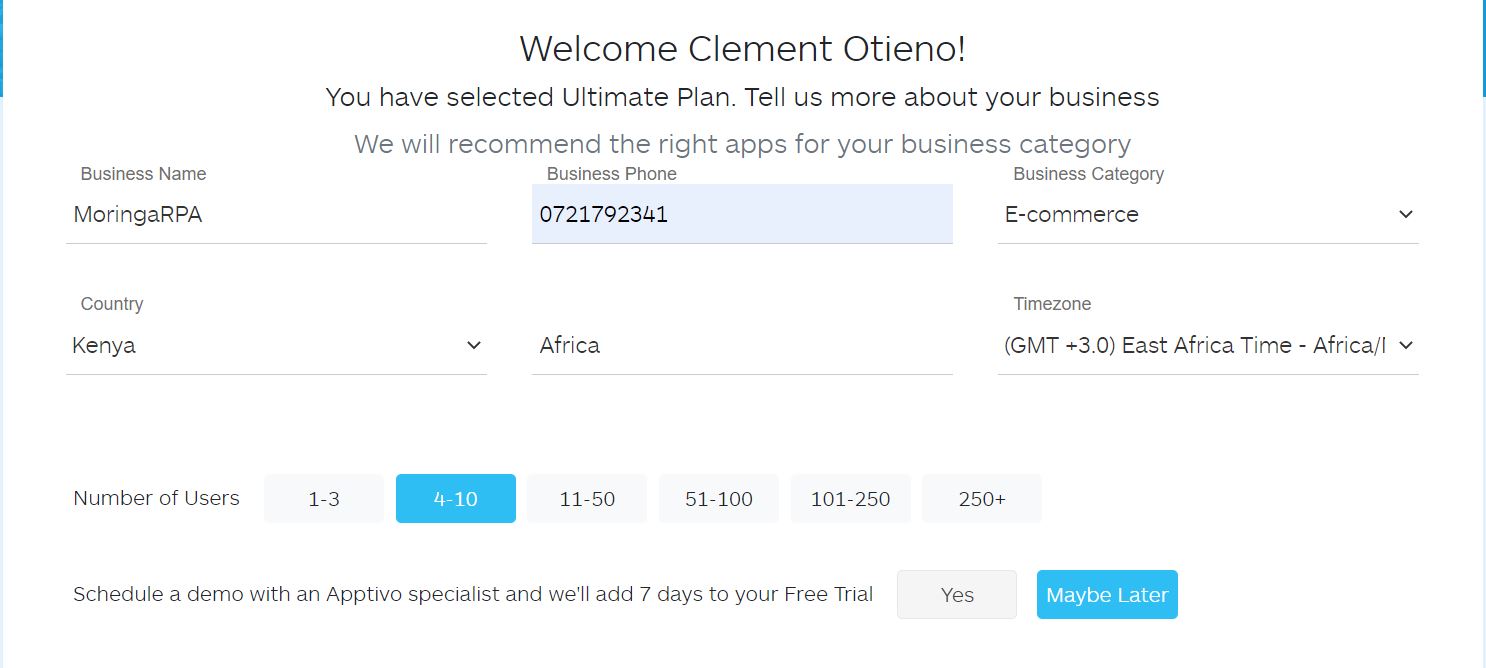 Welcome Clement Otieno!
You have selected Ultimate Plan. Tell us more about your business
We will recommend the right apps for your business category
Business Name Business Phone Business Category
MoringaRPA 0721792341 E-commerce
Country Timezone
Kenya Africa (GMT +3.0) East Africa Time - Africa/
Number of Users 1-3 4-10 11-50 51-100 101-250 250+
Schedule a demo with an Apptivo specialist and we'll add 7 days to your Free Trial Yes Maybe Later